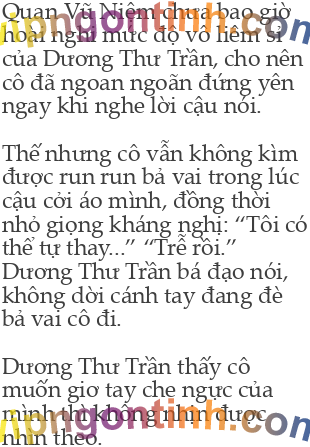 Quan Vũ Niệm chưa bao giờ
hoài nghi mức độ vô liêm sỉ
của Dương Thư Trần, cho nên
cô đã ngoan ngoãn đứng yên
ngay khi nghe lời cậu nói.
Thế nhưng cô vẫn không kìm
được run run bả vai trong lúc
cậu cởi áo mình, đồng thời
nhỏ giọng kháng nghị: “Tôi có
thể tự thay...” “Trễ rồi.”
Dương Thư Trần bá đạo nói,
không dời cánh tay đang đè
bả vai cô đi.
Dương Thư Trần thấy cô
muốn giơ tay che ngực của
mình thì không nhịn được
nhìn theo.